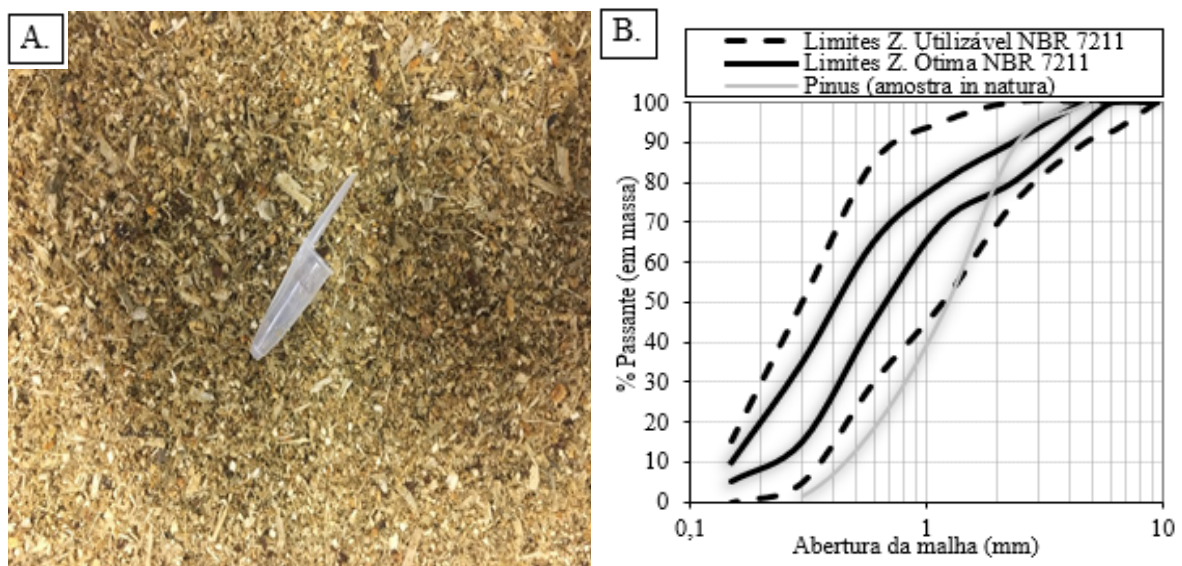 A.
B.
Limites Z. Utilizável NBR 7211
Limites Z. Otima NBR 7211
Pinus (amostra in natura)
% Passante (em massa)
100
90
80
70
60
50
40
30
20
10
0
0,1
1
10
Abertura da malha (mm)